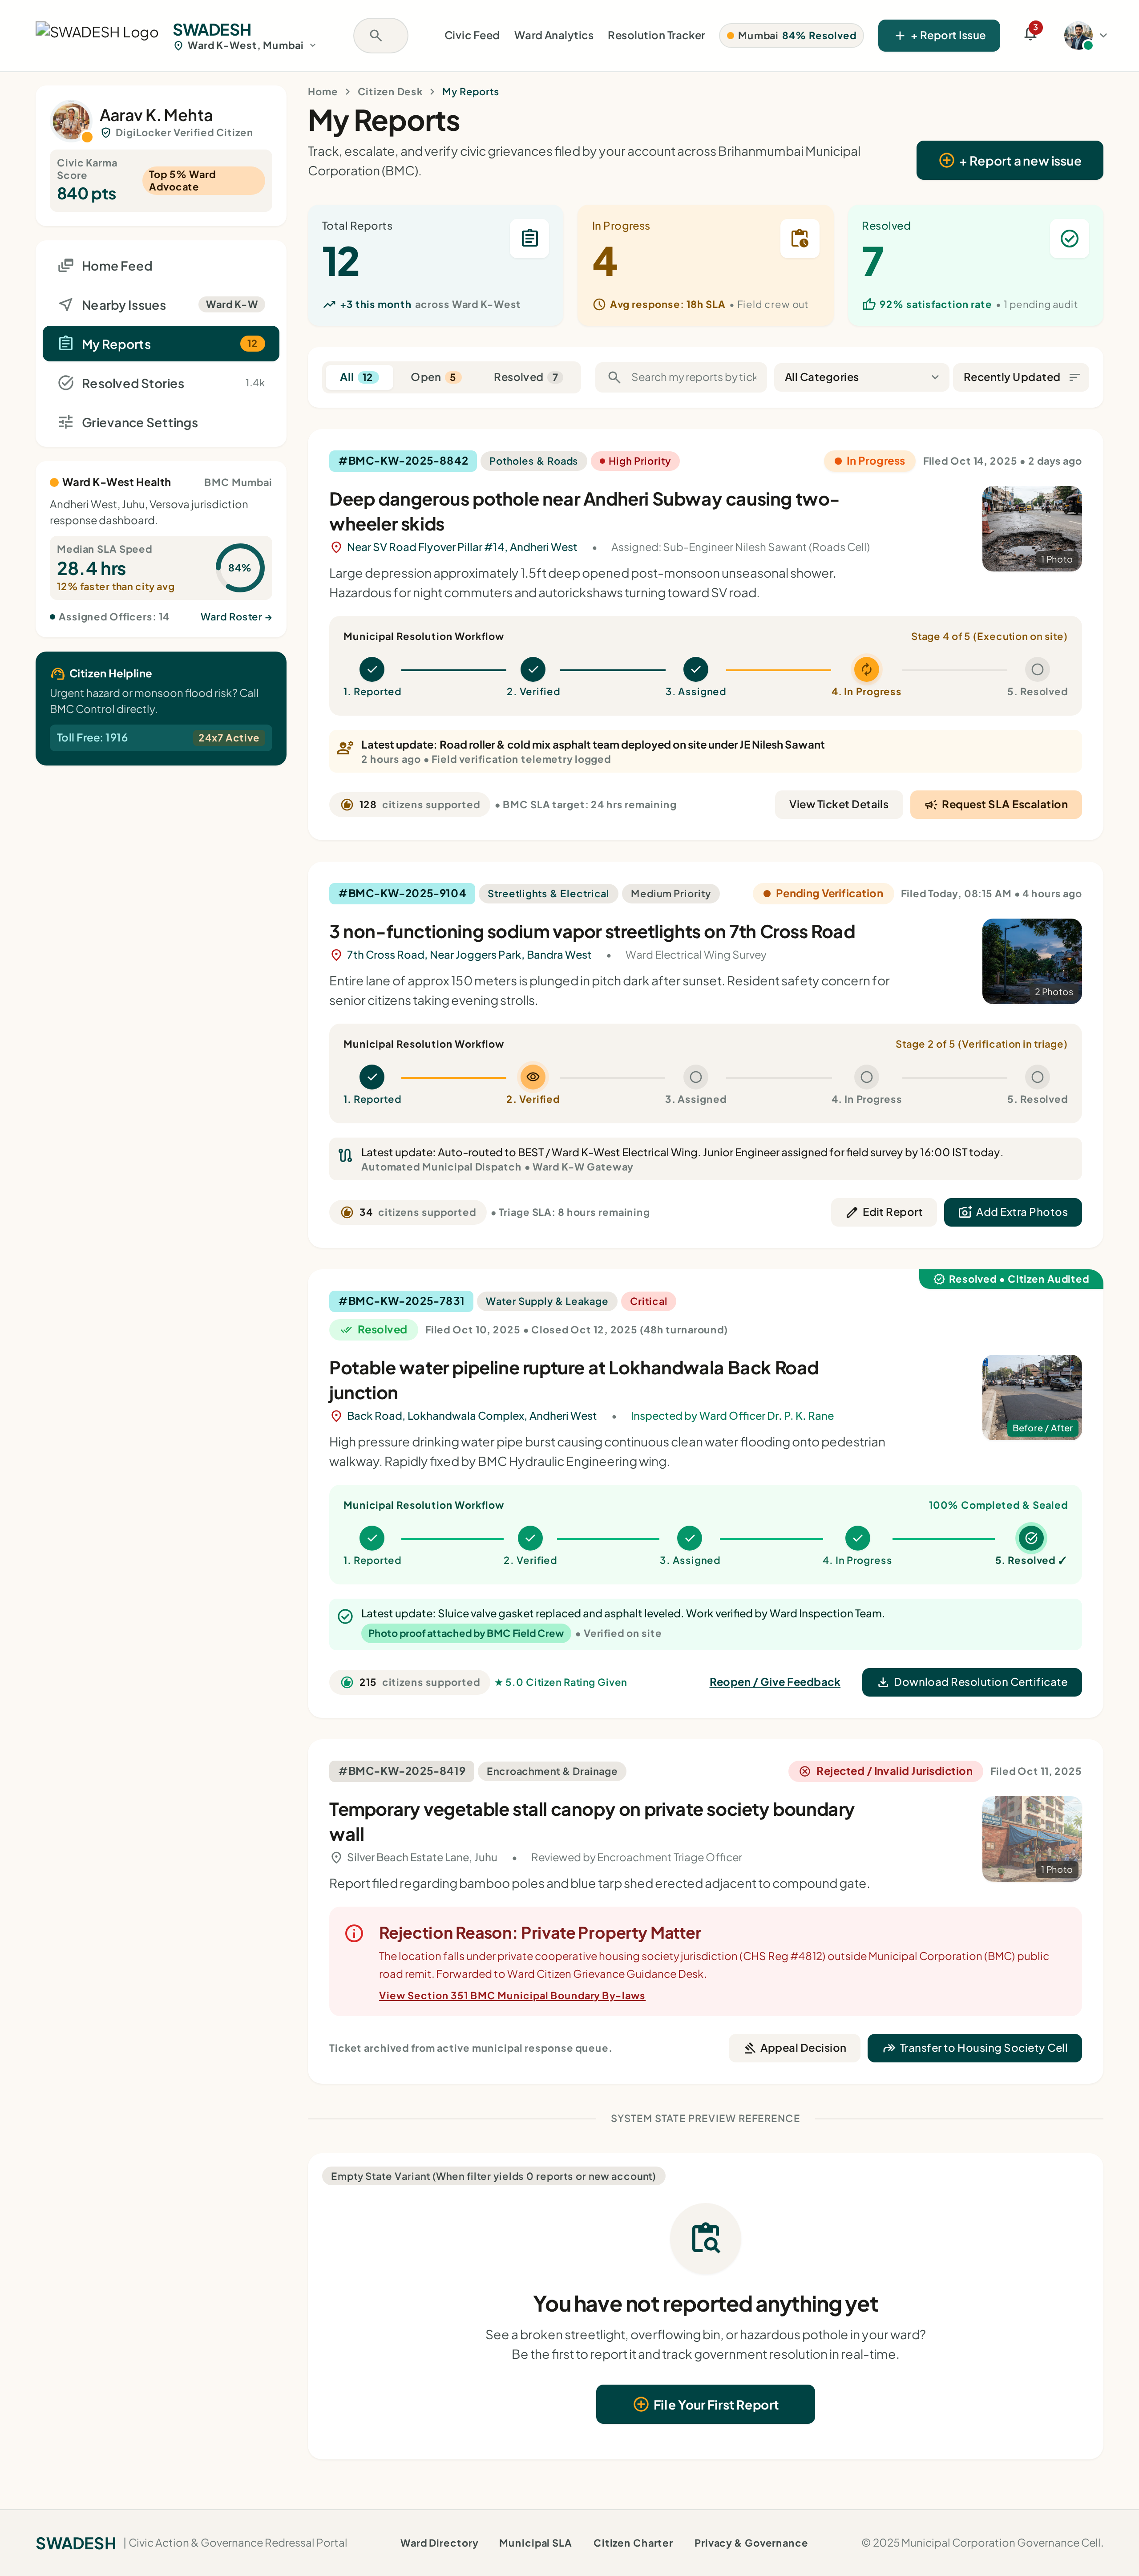 SWADESH Logo
SWADESH
Ward K-West, Mumbai
Civic Feed
Ward Analytics
Resolution Tracker
Mumbai 84% Resolved
+ Report Issue
3
Aarav K. Mehta
DigiLocker Verified Citizen
Civic Karma
Score
840 pts
Top 5% Ward
Advocate
Home Feed
Nearby Issues
Ward K-W
My Reports
12
Resolved Stories
1.4k
Grievance Settings
Ward K-West Health
BMC Mumbai
Andheri West, Juhu, Versova jurisdiction
response dashboard.
Median SLA Speed
28.4 hrs
12% faster than city avg
84%
• Assigned Officers: 14
Ward Roster →
Citizen Helpline
Urgent hazard or monsoon flood risk? Call
BMC Control directly.
Toll Free: 1916
24x7 Active
Home > Citizen Desk > My Reports
My Reports
Track, escalate, and verify civic grievances filed by your account across Brihanmumbai Municipal
Corporation (BMC).
+ Report a new issue
Total Reports
12
+3 this month across Ward K-West
In Progress
4
Avg response: 18h SLA • Field crew out
Resolved
7
92% satisfaction rate • 1 pending audit
All 12
Open 5
Resolved 7
Search my reports by tick
All Categories
Recently Updated
#BMC-KW-2025-8842
Potholes & Roads
• High Priority
In Progress
Filed Oct 14, 2025 • 2 days ago
Deep dangerous pothole near Andheri Subway causing two-
wheeler skids
Near SV Road Flyover Pillar #14, Andheri West • Assigned: Sub-Engineer Nilesh Sawant (Roads Cell)
Large depression approximately 1.5ft deep opened post-monsoon unseasonal shower.
Hazardous for night commuters and autorickshaws turning toward SV road.
1 Photo
Municipal Resolution Workflow
Stage 4 of 5 (Execution on site)
1. Reported
2. Verified
3. Assigned
4. In Progress
5. Resolved
Latest update: Road roller & cold mix asphalt team deployed on site under JE Nilesh Sawant
2 hours ago • Field verification telemetry logged
128 citizens supported
• BMC SLA target: 24 hrs remaining
View Ticket Details
Request SLA Escalation
#BMC-KW-2025-9104
Streetlights & Electrical
Medium Priority
Pending Verification
Filed Today, 08:15 AM • 4 hours ago
3 non-functioning sodium vapor streetlights on 7th Cross Road
7th Cross Road, Near Joggers Park, Bandra West • Ward Electrical Wing Survey
Entire lane of approx 150 meters is plunged in pitch dark after sunset. Resident safety concern for
senior citizens taking evening strolls.
2 Photos
Municipal Resolution Workflow
Stage 2 of 5 (Verification in triage)
1. Reported
2. Verified
3. Assigned
4. In Progress
5. Resolved
Latest update: Auto-routed to BEST / Ward K-West Electrical Wing. Junior Engineer assigned for field survey by 16:00 IST today.
Automated Municipal Dispatch • Ward K-W Gateway
34 citizens supported
• Triage SLA: 8 hours remaining
Edit Report
Add Extra Photos
Resolved • Citizen Audited
#BMC-KW-2025-7831
Water Supply & Leakage
Critical
Resolved
Filed Oct 10, 2025 • Closed Oct 12, 2025 (48h turnaround)
Potable water pipeline rupture at Lokhandwala Back Road
junction
Back Road, Lokhandwala Complex, Andheri West • Inspected by Ward Officer Dr. P. K. Rane
High pressure drinking water pipe burst causing continuous clean water flooding onto pedestrian
walkway. Rapidly fixed by BMC Hydraulic Engineering wing.
Before / After
Municipal Resolution Workflow
100% Completed & Sealed
1. Reported
2. Verified
3. Assigned
4. In Progress
5. Resolved ✓
Latest update: Sluice valve gasket replaced and asphalt leveled. Work verified by Ward Inspection Team.
Photo proof attached by BMC Field Crew • Verified on site
215 citizens supported
★ 5.0 Citizen Rating Given
Reopen / Give Feedback
Download Resolution Certificate
#BMC-KW-2025-8419
Encroachment & Drainage
Rejected / Invalid Jurisdiction
Filed Oct 11, 2025
Temporary vegetable stall canopy on private society boundary
wall
Silver Beach Estate Lane, Juhu • Reviewed by Encroachment Triage Officer
Report filed regarding bamboo poles and blue tarp shed erected adjacent to compound gate.
1 Photo
Rejection Reason: Private Property Matter
The location falls under private cooperative housing society jurisdiction (CHS Reg #4812) outside Municipal Corporation (BMC) public
road remit. Forwarded to Ward Citizen Grievance Guidance Desk.
View Section 351 BMC Municipal Boundary By-laws
Ticket archived from active municipal response queue.
Appeal Decision
Transfer to Housing Society Cell
SYSTEM STATE PREVIEW REFERENCE
Empty State Variant (When filter yields 0 reports or new account)
You have not reported anything yet
See a broken streetlight, overflowing bin, or hazardous pothole in your ward?
Be the first to report it and track government resolution in real-time.
File Your First Report
SWADESH | Civic Action & Governance Redressal Portal
Ward Directory
Municipal SLA
Citizen Charter
Privacy & Governance
© 2025 Municipal Corporation Governance Cell.